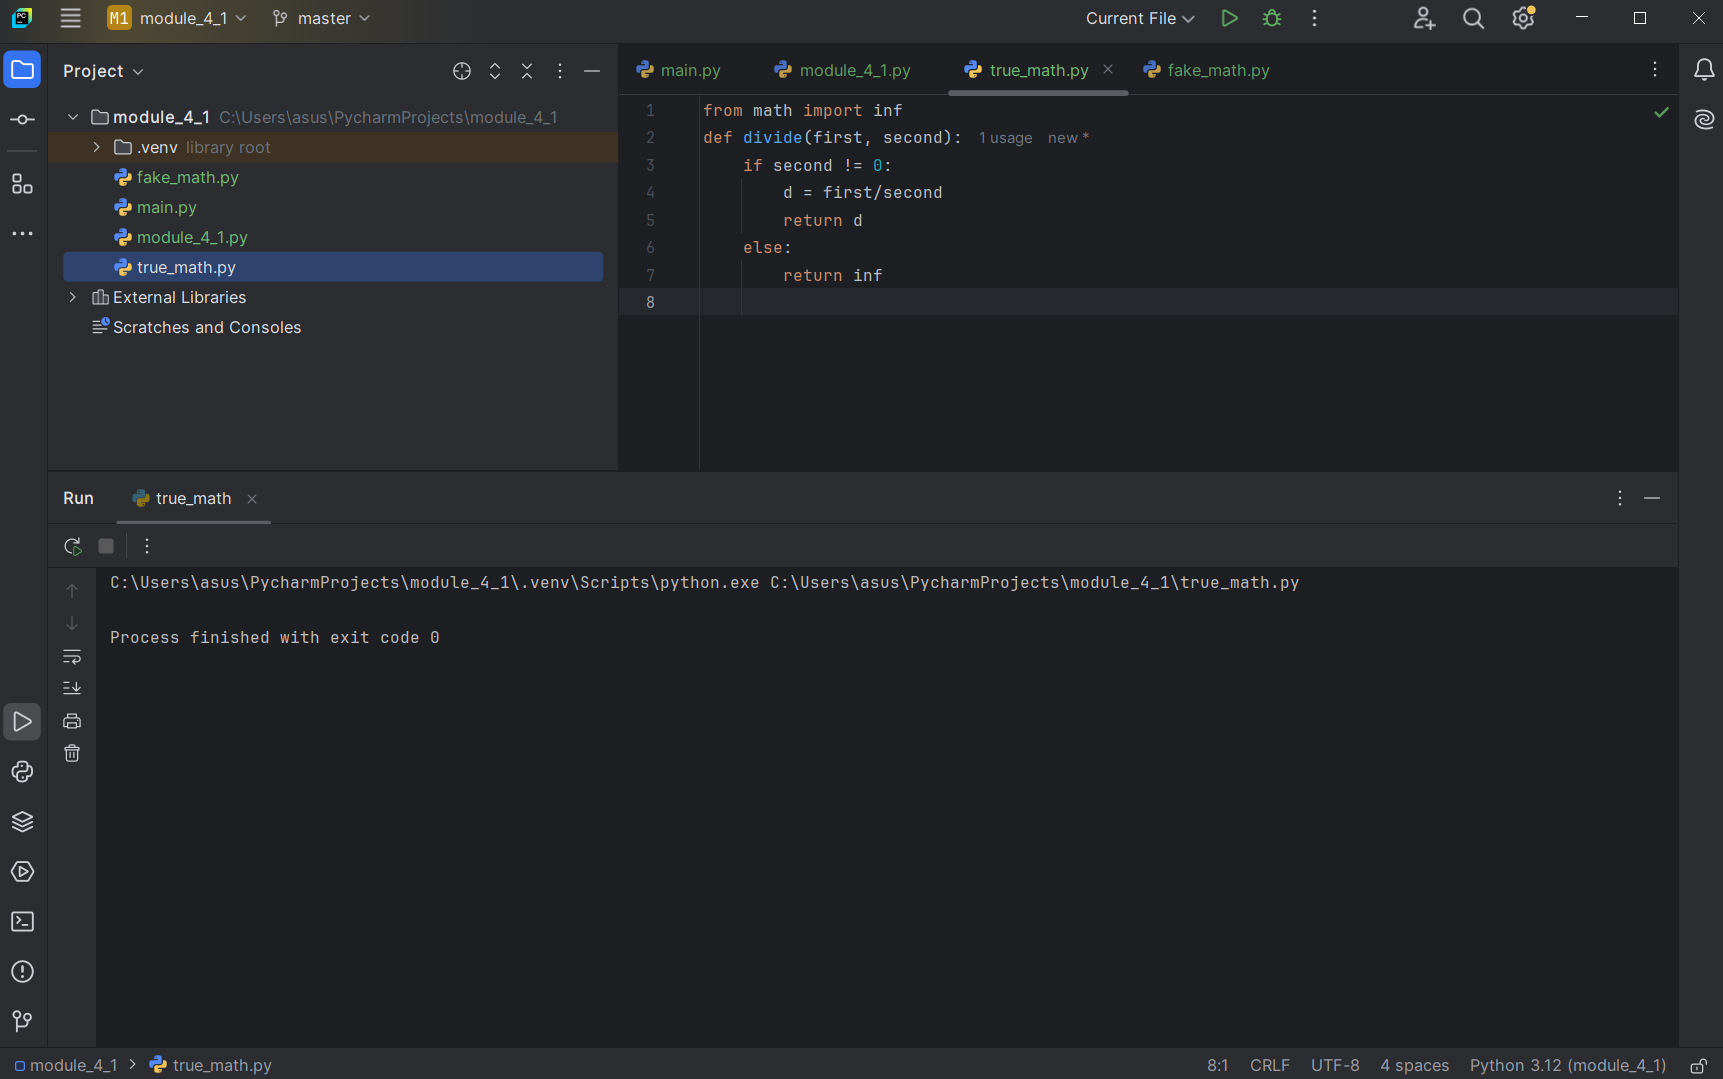 PC
M1 module_4_1 master Current File
Project
main.py module_4_1.py true_math.py fake_math.py
module_4_1 C:\Users\asus\PycharmProjects\module_4_1
.venv library root
fake_math.py
main.py
module_4_1.py
true_math.py
External Libraries
Scratches and Consoles
1 from math import inf
2 def divide(first, second): 1 usage new *
3 if second != 0:
4 d = first/second
5 return d
6 else:
7 return inf
8
Run true_math
C:\Users\asus\PycharmProjects\module_4_1\.venv\Scripts\python.exe C:\Users\asus\PycharmProjects\module_4_1\true_math.py
Process finished with exit code 0
module_4_1 true_math.py 8:1 CRLF UTF-8 4 spaces Python 3.12 (module_4_1)